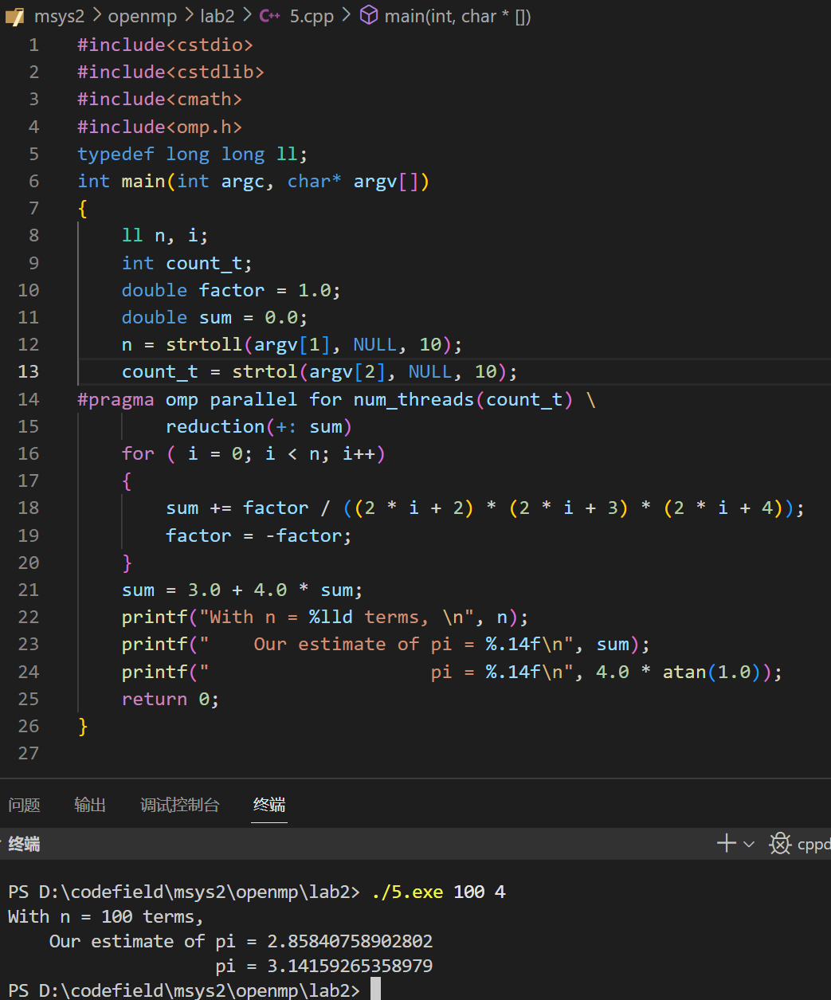 msys2 > openmp > lab2 > C++ 5.cpp > main(int, char * [])
1 #include<cstdio>
2 #include<cstdlib>
3 #include<cmath>
4 #include<omp.h>
5 typedef long long ll;
6 int main(int argc, char* argv[])
7 {
8     ll n, i;
9     int count_t;
10     double factor = 1.0;
11     double sum = 0.0;
12     n = strtoll(argv[1], NULL, 10);
13     count_t = strtol(argv[2], NULL, 10);
14 #pragma omp parallel for num_threads(count_t) \
15         reduction(+: sum)
16     for ( i = 0; i < n; i++)
17     {
18         sum += factor / ((2 * i + 2) * (2 * i + 3) * (2 * i + 4));
19         factor = -factor;
20     }
21     sum = 3.0 + 4.0 * sum;
22     printf("With n = %lld terms, \n", n);
23     printf("    Our estimate of pi = %.14f\n", sum);
24     printf("                    pi = %.14f\n", 4.0 * atan(1.0));
25     return 0;
26 }
27
问题 输出 调试控制台 终端
终端 cppd
PS D:\codefield\msys2\openmp\lab2> ./5.exe 100 4
With n = 100 terms,
    Our estimate of pi = 2.85840758902802
                    pi = 3.14159265358979
PS D:\codefield\msys2\openmp\lab2>